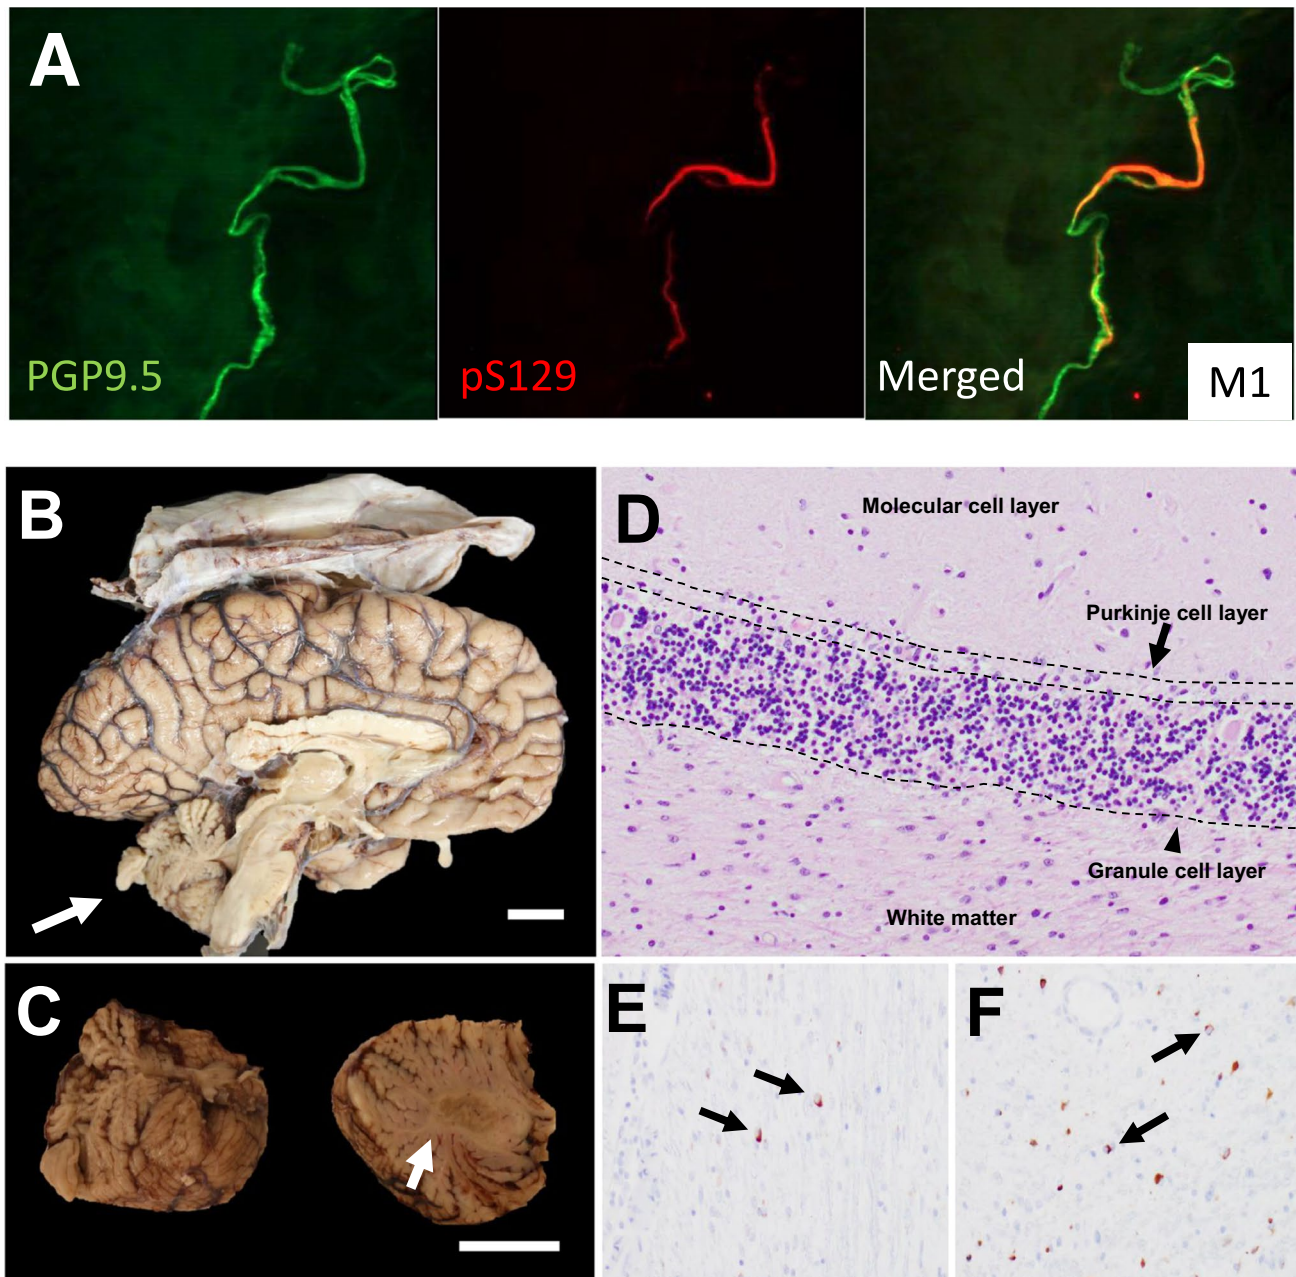 A
PGP9.5
pS129
Merged
M1
B
D
Molecular cell layer
Purkinje cell layer
Granule cell layer
White matter
C
E
F